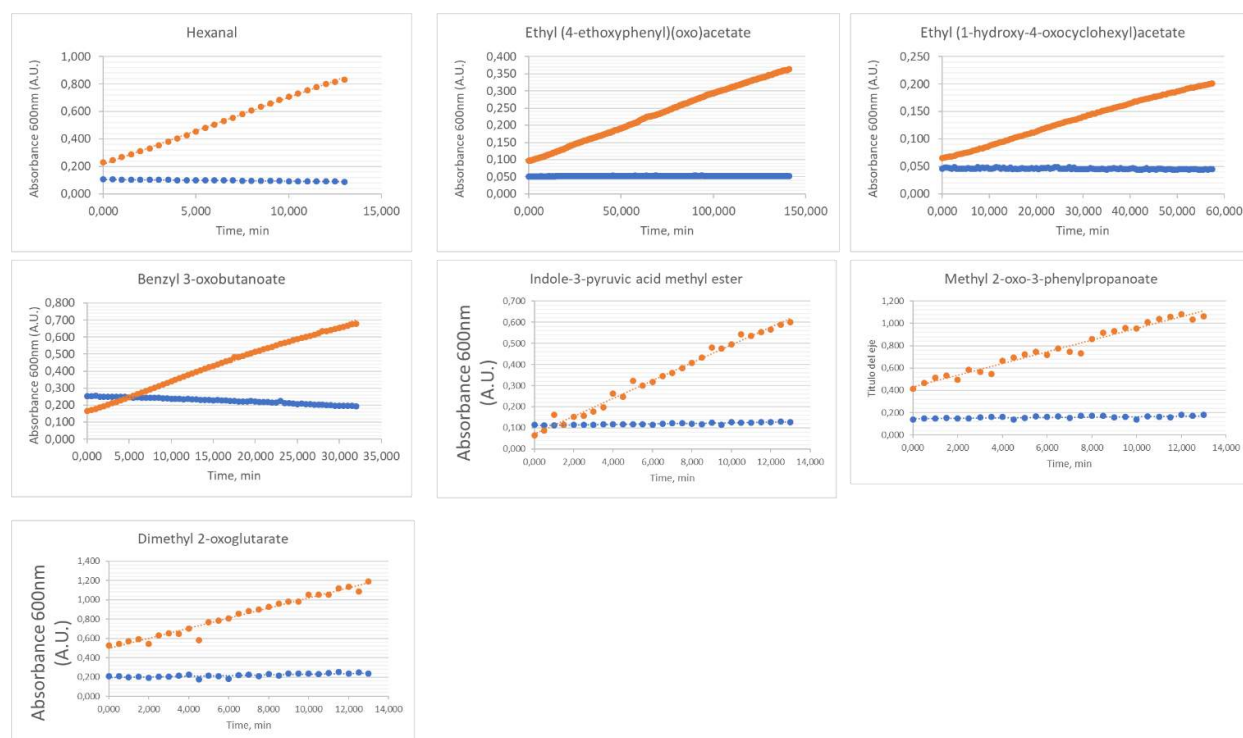 Hexanal
Absorbance 600nm (A.U.)
1,000
0,800
0,600
0,400
0,200
0,000
0,000 5,000 10,000 15,000
Time, min
Ethyl (4-ethoxyphenyl)(oxo)acetate
Absorbance 600nm (A.U.)
0,400
0,350
0,300
0,250
0,200
0,150
0,100
0,050
0,000
0,000 50,000 100,000 150,000
Time, min
Ethyl (1-hydroxy-4-oxocyclohexyl)acetate
Absorbance 600nm (A.U.)
0,250
0,200
0,150
0,100
0,050
0,000
0,000 10,000 20,000 30,000 40,000 50,000 60,000
Time, min
Benzyl 3-oxobutanoate
Absorbance 600nm (A.U.)
0,800
0,700
0,600
0,500
0,400
0,300
0,200
0,100
0,000
0,000 5,000 10,000 15,000 20,000 25,000 30,000 35,000
Time, min
Indole-3-pyruvic acid methyl ester
Absorbance 600nm
(A.U.)
0,700
0,600
0,500
0,400
0,300
0,200
0,100
0,000
0,000 2,000 4,000 6,000 8,000 10,000 12,000 14,000
Time, min
Methyl 2-oxo-3-phenylpropanoate
Título del eje
1,200
1,000
0,800
0,600
0,400
0,200
0,000
0,000 2,000 4,000 6,000 8,000 10,000 12,000 14,000
Time, min
Dimethyl 2-oxoglutarate
Absorbance 600nm
(A.U.)
1,400
1,200
1,000
0,800
0,600
0,400
0,200
0,000
0,000 2,000 4,000 6,000 8,000 10,000 12,000 14,000
Time, min